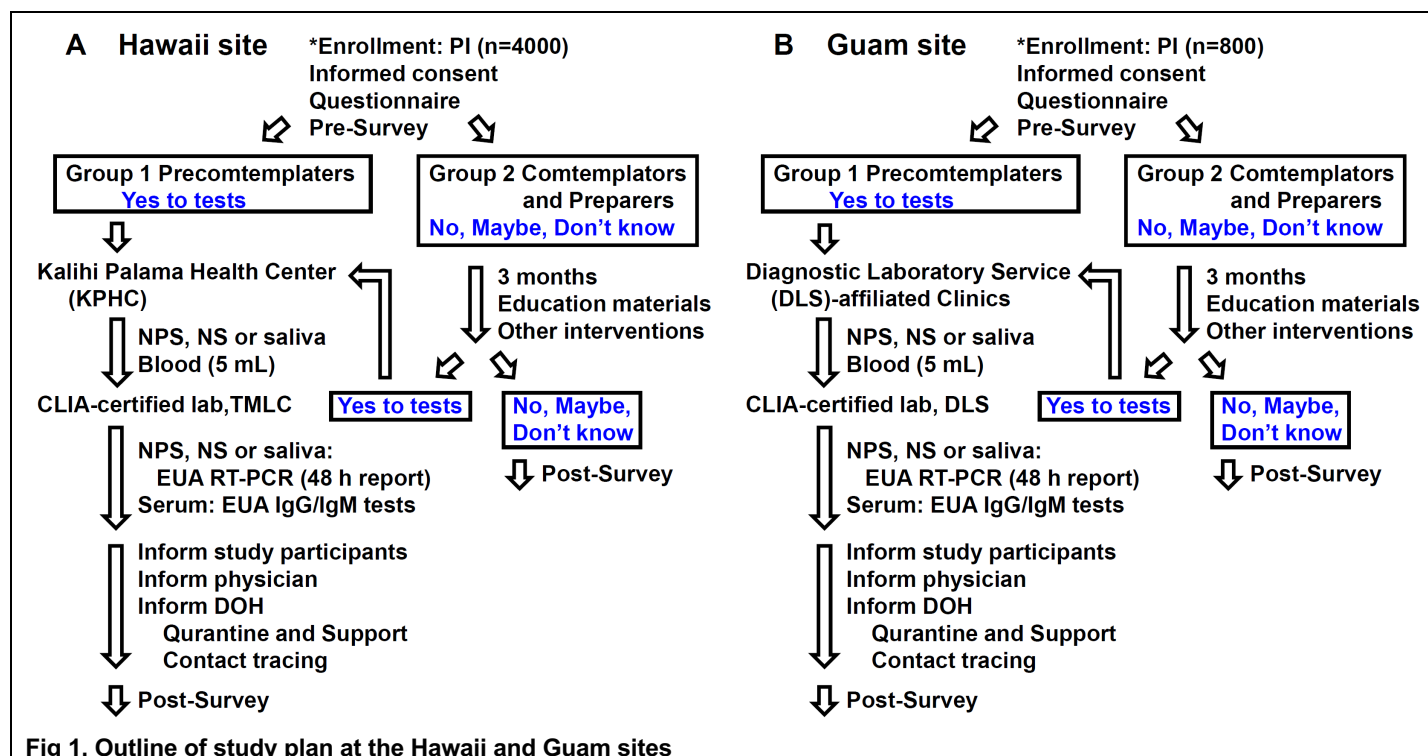 A Hawaii site
*Enrollment: PI (n=4000)
Informed consent
Questionnaire
Pre-Survey
Group 1 Precomtemplaters
Yes to tests
Group 2 Comtemplators
and Preparers
No, Maybe, Don't know
Kalihi Palama Health Center
(KPHC)
3 months
Education materials
Other interventions
NPS, NS or saliva
Blood (5 mL)
CLIA-certified lab,TMLC
Yes to tests
No, Maybe,
Don't know
Post-Survey
NPS, NS or saliva:
EUA RT-PCR (48 h report)
Serum: EUA IgG/IgM tests
Inform study participants
Inform physician
Inform DOH
Qurantine and Support
Contact tracing
Post-Survey
B Guam site
*Enrollment: PI (n=800)
Informed consent
Questionnaire
Pre-Survey
Group 1 Precomtemplaters
Yes to tests
Group 2 Comtemplators
and Preparers
No, Maybe, Don't know
Diagnostic Laboratory Service
(DLS)-affiliated Clinics
3 months
Education materials
Other interventions
NPS, NS or saliva
Blood (5 mL)
CLIA-certified lab, DLS
Yes to tests
No, Maybe,
Don't know
Post-Survey
NPS, NS or saliva:
EUA RT-PCR (48 h report)
Serum: EUA IgG/IgM tests
Inform study participants
Inform physician
Inform DOH
Qurantine and Support
Contact tracing
Post-Survey
Fig 1. Outline of study plan at the Hawaii and Guam sites